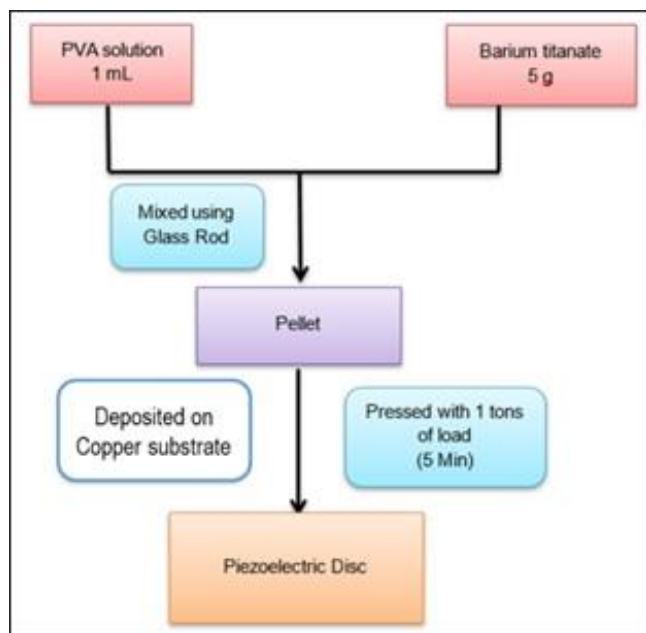 PVA solution
1 mL
Barium titanate
5 g
Mixed using
Glass Rod
Pellet
Deposited on
Copper substrate
Pressed with 1 tons
of load
(5 Min)
Piezoelectric Disc